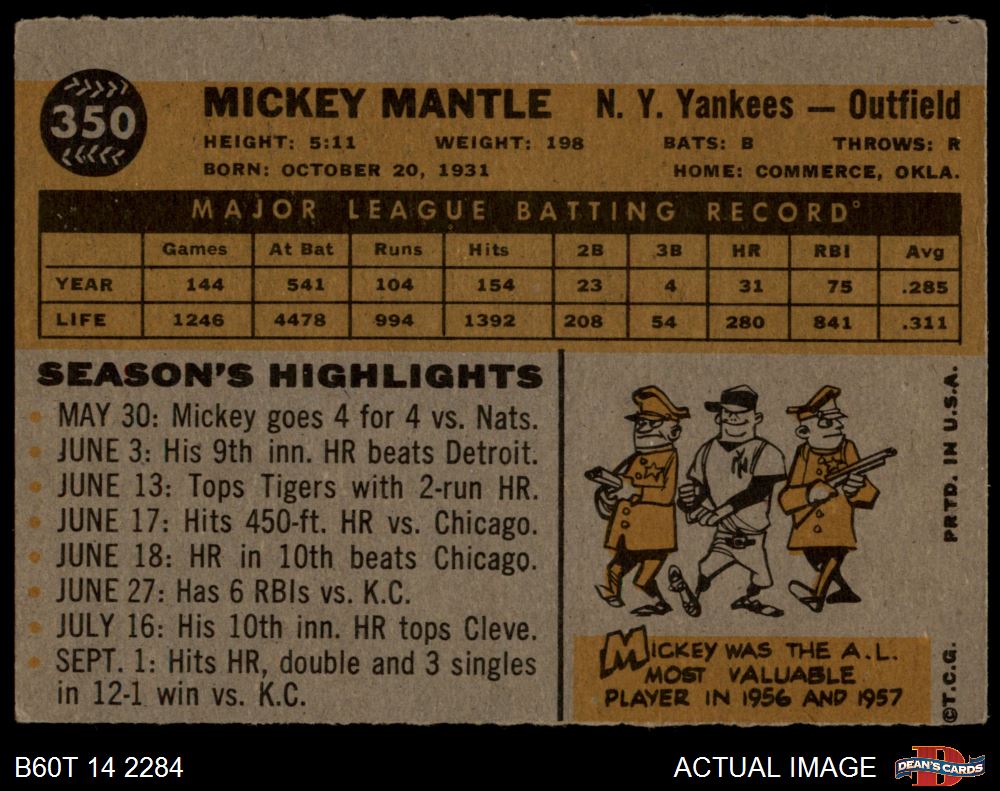 350
MICKEY MANTLE N. Y. Yankees — Outfield
HEIGHT: 5:11 WEIGHT: 198 BATS: B THROWS: R
BORN: OCTOBER 20, 1931 HOME: COMMERCE, OKLA.
MAJOR LEAGUE BATTING RECORD°
Games At Bat Runs Hits 2B 3B HR RBI Avg
YEAR 144 541 104 154 23 4 31 75 .285
LIFE 1246 4478 994 1392 208 54 280 841 .311
SEASON'S HIGHLIGHTS
MAY 30: Mickey goes 4 for 4 vs. Nats.
JUNE 3: His 9th inn. HR beats Detroit.
JUNE 13: Tops Tigers with 2-run HR.
JUNE 17: Hits 450-ft. HR vs. Chicago.
JUNE 18: HR in 10th beats Chicago.
JUNE 27: Has 6 RBIs vs. K.C.
JULY 16: His 10th inn. HR tops Cleve.
SEPT. 1: Hits HR, double and 3 singles
in 12-1 win vs. K.C.
NY
MICKEY WAS THE A.L.
MOST VALUABLE
PLAYER IN 1956 AND 1957
©T.C.G. PRTD. IN U.S.A.
B60T 14 2284 ACTUAL IMAGE DEAN'S CARDS